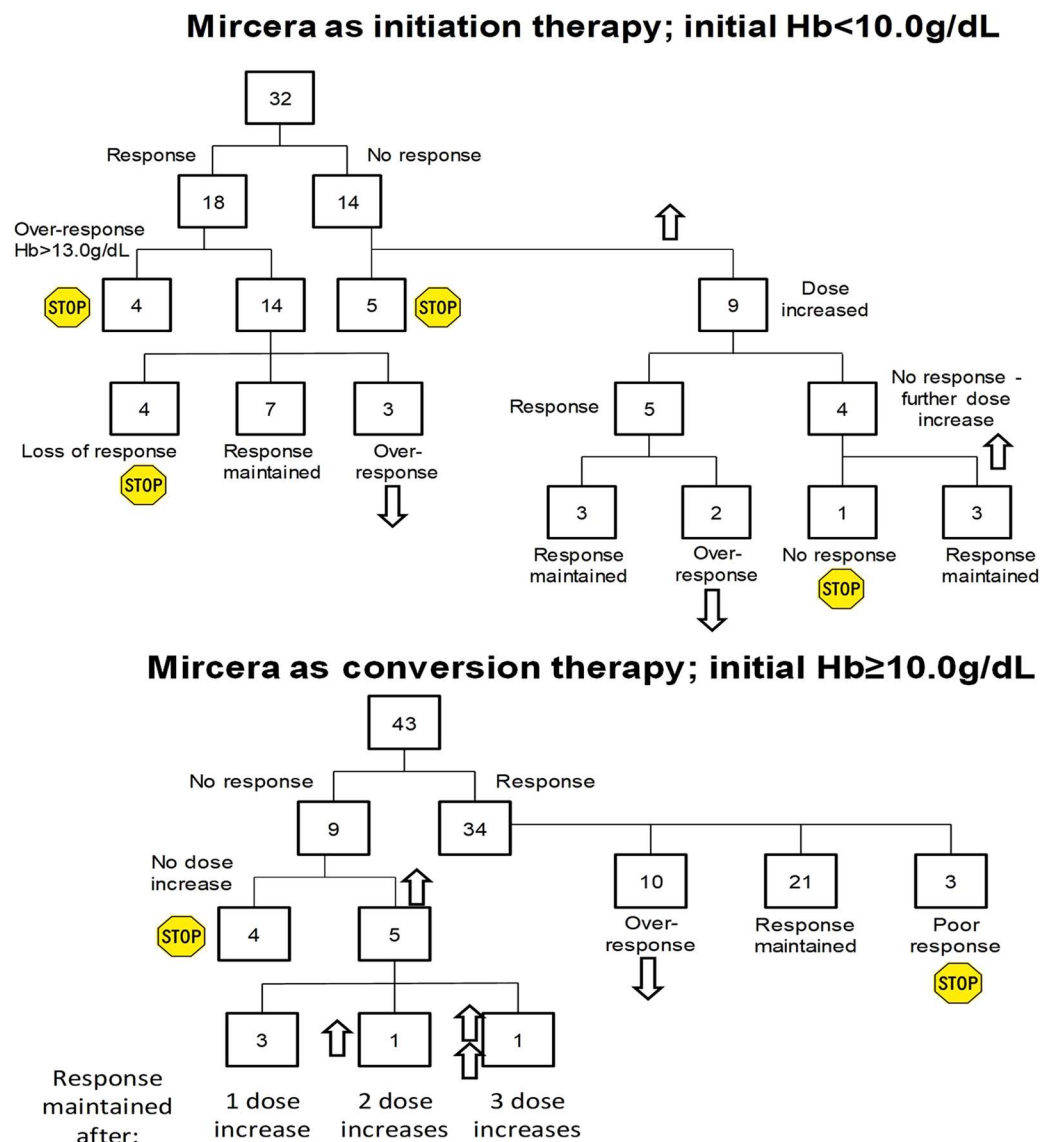 Mircera as initiation therapy; initial Hb<10.0g/dL
32
Response
No response
18
14
Over-response
Hb>13.0g/dL
STOP
4
14
5
STOP
9
Dose
increased
4
7
3
Loss of response
STOP
Response
maintained
Over-
response
Response
5
4
No response -
further dose
increase
3
2
1
3
Response
maintained
Over-
response
No response
STOP
Response
maintained
Mircera as conversion therapy; initial Hb≥10.0g/dL
43
No response
Response
9
34
No dose
increase
STOP
4
5
10
21
3
Over-
response
Response
maintained
Poor
response
STOP
3
1
1
Response
maintained
after:
1 dose
increase
2 dose
increases
3 dose
increases